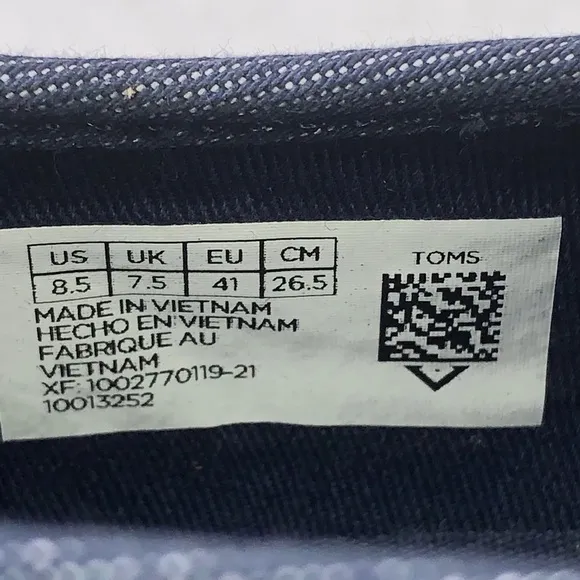 US UK EU CM
8.5 7.5 41 26.5
MADE IN VIETNAM
HECHO EN VIETNAM
FABRIQUE AU
VIETNAM
XF: 1002770119-21
10013252
TOMS